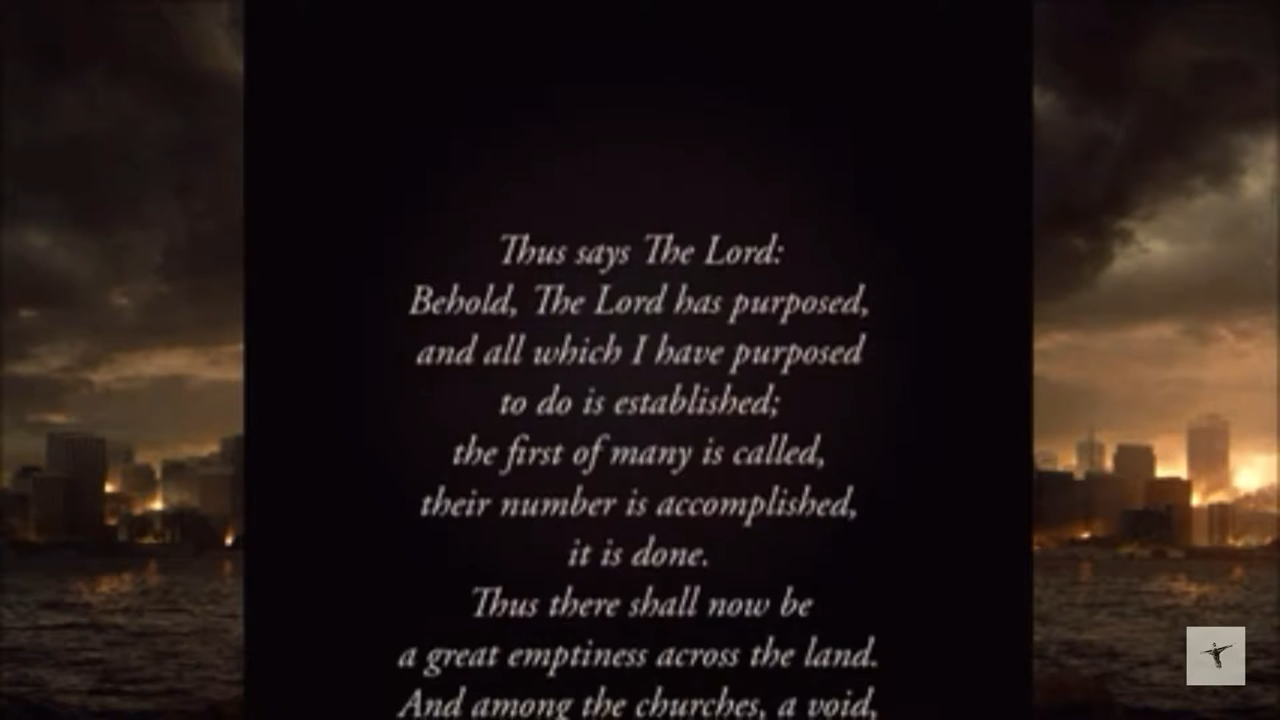 Thus says The Lord:
Behold, The Lord has purposed,
and all which I have purposed
to do is established;
the first of many is called,
their number is accomplished,
it is done.
Thus there shall now be
a great emptiness across the land.
And among the churches, a void,